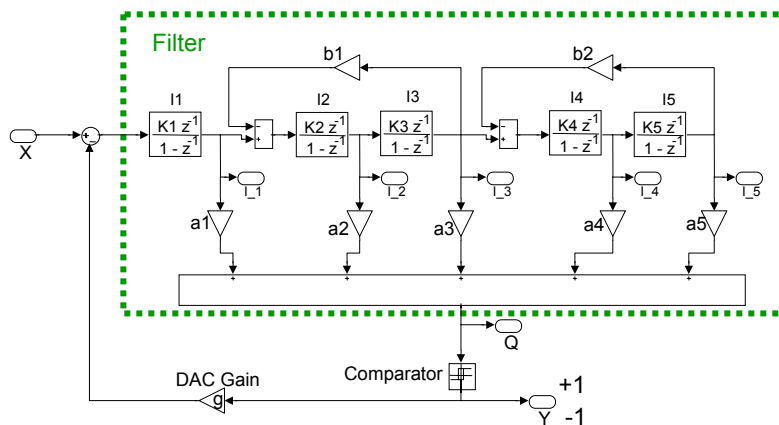 Filter
b1
b2
I1
I2
I3
I4
I5
K1 z-1
1 - z-1
K2 z-1
1 - z-1
K3 z-1
1 - z-1
K4 z-1
1 - z-1
K5 z-1
1 - z-1
X
I_1
I_2
I_3
I_4
I_5
a1
a2
a3
a4
a5
Q
DAC Gain
g
Comparator
+1
Y
-1